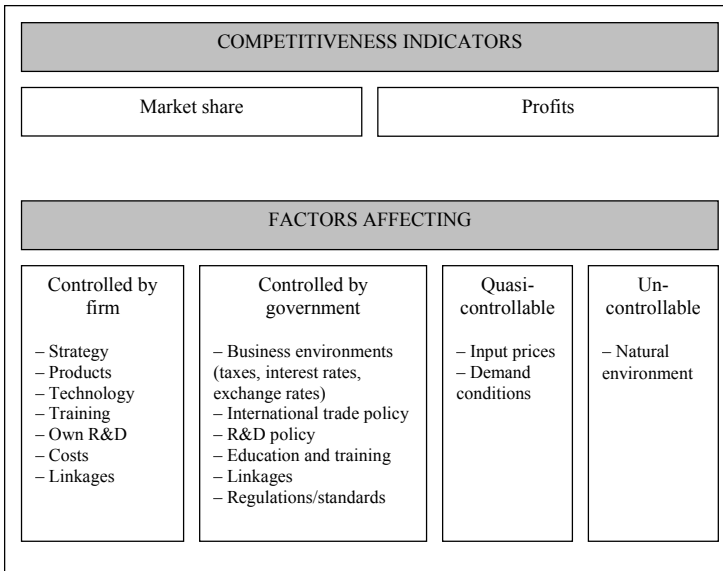 COMPETITIVENESS INDICATORS
Market share
Profits
FACTORS AFFECTING
Controlled by
firm
– Strategy
– Products
– Technology
– Training
– Own R&D
– Costs
– Linkages
Controlled by
government
– Business environments
(taxes, interest rates,
exchange rates)
– International trade policy
– R&D policy
– Education and training
– Linkages
– Regulations/standards
Quasi-
controllable
– Input prices
– Demand
conditions
Un-
controllable
– Natural
environment